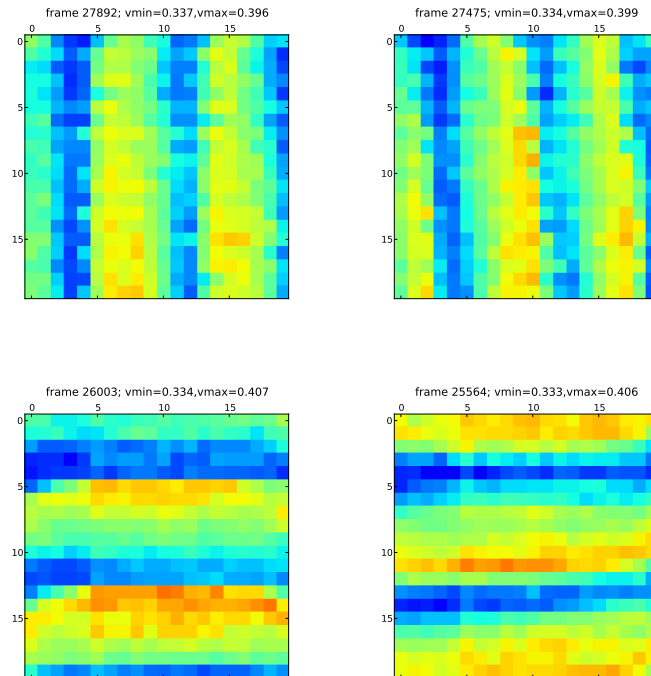 frame 27892; vmin=0.337,vmax=0.396
0 5 10 15
0
5
10
15
frame 27475; vmin=0.334,vmax=0.399
0 5 10 15
0
5
10
15
frame 26003; vmin=0.334,vmax=0.407
0 5 10 15
0
5
10
15
frame 25564; vmin=0.333,vmax=0.406
0 5 10 15
0
5
10
15